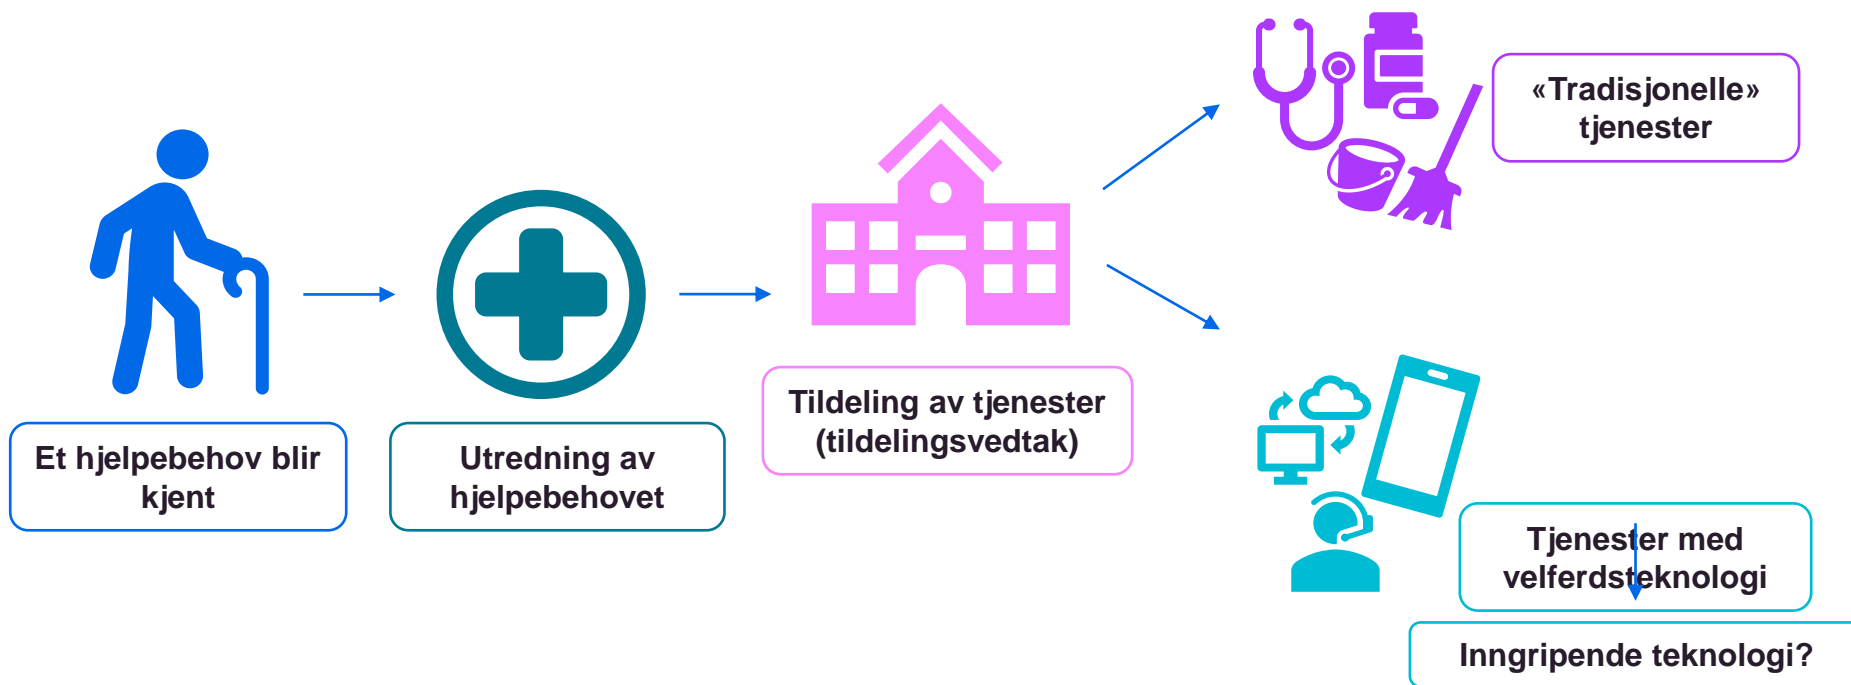 Et hjelpebehov blir
kjent
Utredning av
hjelpebehovet
Tildeling av tjenester
(tildelingsvedtak)
«Tradisjonelle»
tjenester
Tjenester med
velferdsteknologi
Inngripende teknologi?